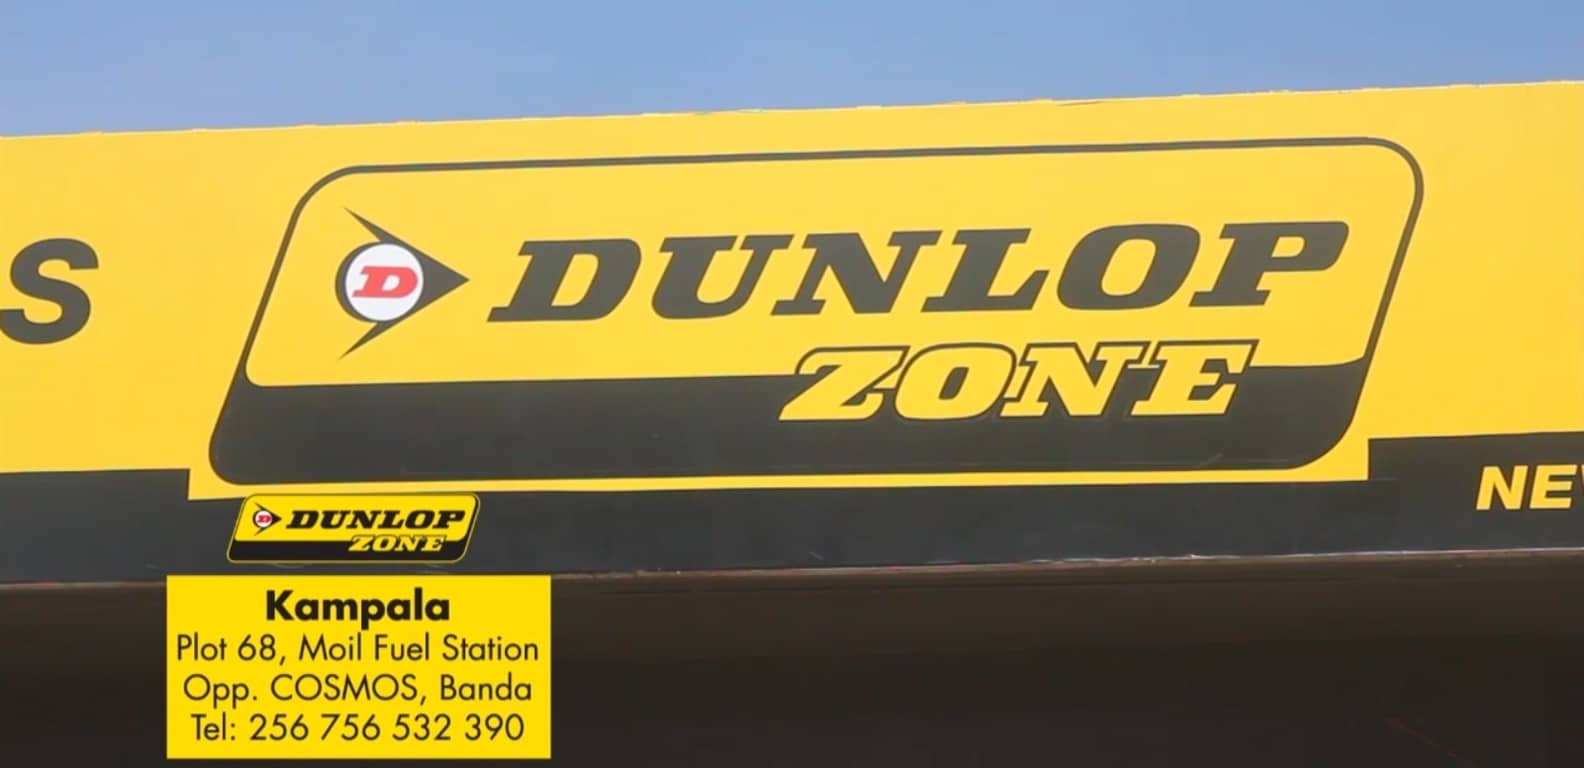 S
D DUNLOP
ZONE
NE
D DUNLOP
ZONE
Kampala
Plot 68, Moil Fuel Station
Opp. COSMOS, Banda
Tel: 256 756 532 390